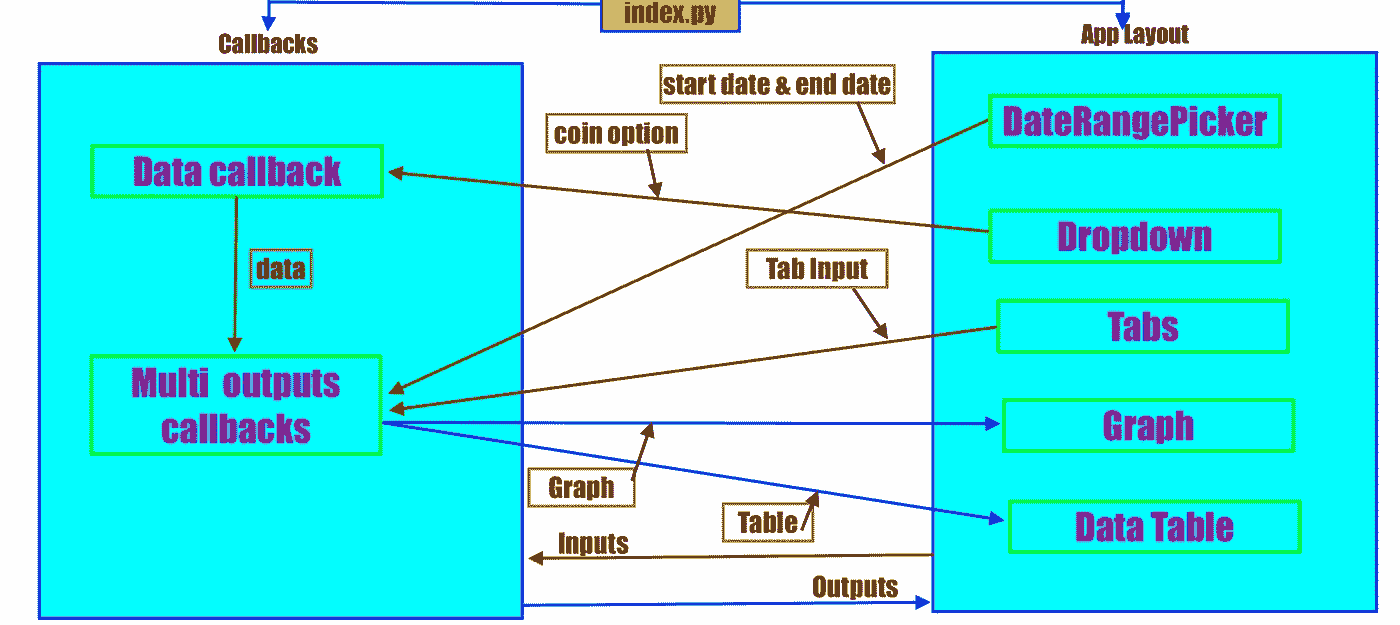 index.py
Callbacks
App Layout
start date & end date
DateRangePicker
coin option
Data callback
Dropdown
data
Tab Input
Tabs
Multi outputs
callbacks
Graph
Graph
Table
Data Table
Inputs
Outputs